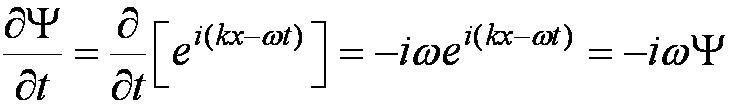 ∂Ψ/∂t = ∂/∂t [ e^{i(kx−ωt)} ] = −iωe^{i(kx−ωt)} = −iωΨ